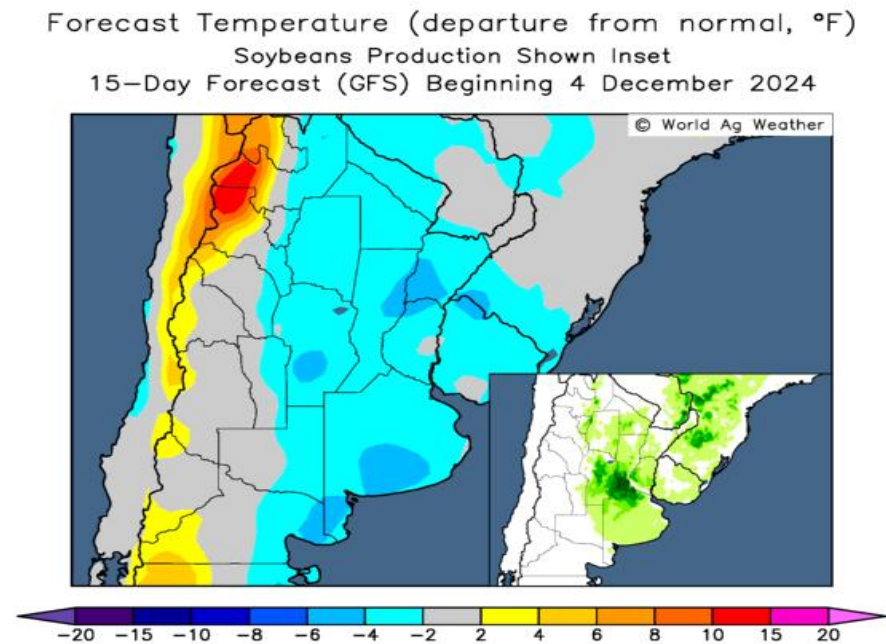 Forecast Temperature (departure from normal, °F)
Soybeans Production Shown Inset
15-Day Forecast (GFS) Beginning 4 December 2024
© World Ag Weather
-20 -15 -10 -8 -6 -4 -2 2 4 6 8 10 15 20